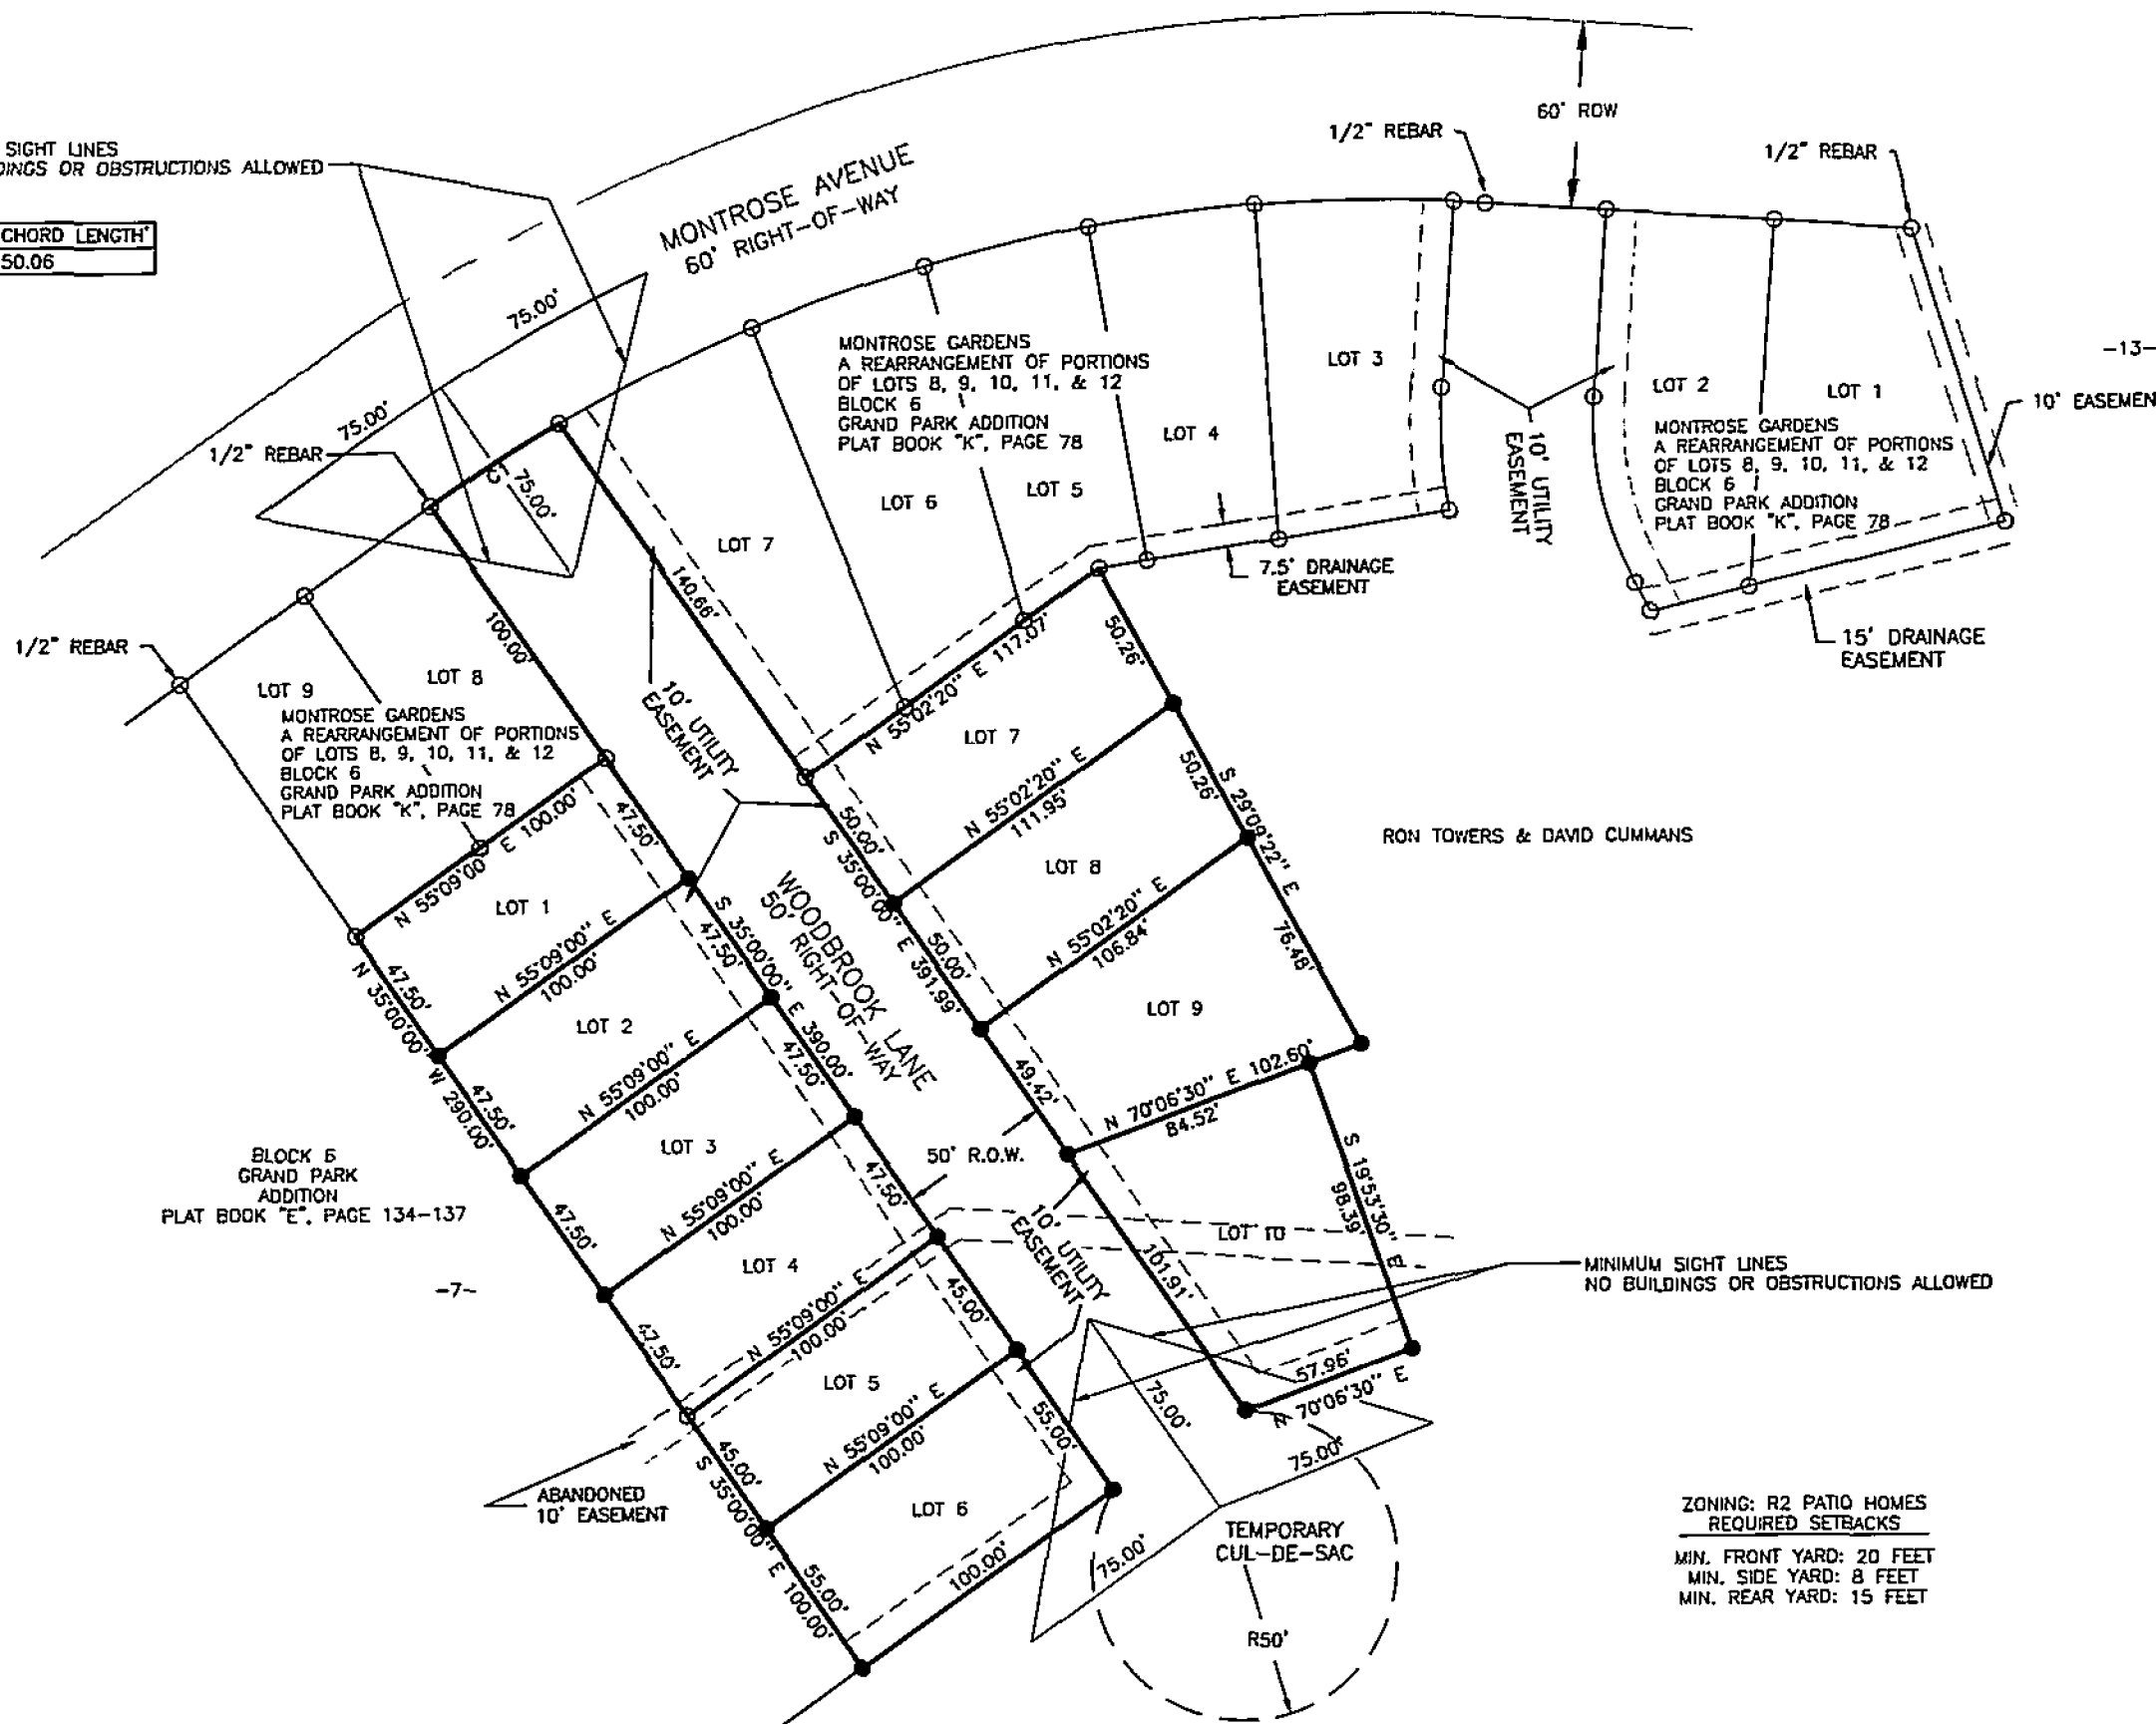 SIGHT LINES
DINGS OR OBSTRUCTIONS ALLOWED
CHORD LENGTH'
50.06
MONTROSE AVENUE
60' RIGHT-OF-WAY
60' ROW
1/2" REBAR
1/2" REBAR
75.00'
75.00'
75.00'
C
1/2" REBAR
1/2" REBAR
MONTROSE GARDENS
A REARRANGEMENT OF PORTIONS
OF LOTS 8, 9, 10, 11, & 12
BLOCK 6
GRAND PARK ADDITION
PLAT BOOK "K", PAGE 78
LOT 3
LOT 4
LOT 5
LOT 6
LOT 7
LOT 2
LOT 1
MONTROSE GARDENS
A REARRANGEMENT OF PORTIONS
OF LOTS 8, 9, 10, 11, & 12
BLOCK 6
GRAND PARK ADDITION
PLAT BOOK "K", PAGE 78
-13-
10' EASEMEN
10' UTILITY
EASEMENT
7.5' DRAINAGE
EASEMENT
15' DRAINAGE
EASEMENT
LOT 9
LOT 8
MONTROSE GARDENS
A REARRANGEMENT OF PORTIONS
OF LOTS 8, 9, 10, 11, & 12
BLOCK 6
GRAND PARK ADDITION
PLAT BOOK "K", PAGE 78
100.00'
140.66'
10' UTILITY
EASEMENT
N 55°02'20" E 117.07'
50.26'
LOT 7
50.00'
N 55°02'20" E
111.95'
50.26'
S 29°09'22" E
LOT 8
S 35°00'00" E 391.99'
50.00'
N 55°02'20" E
106.84'
76.48'
LOT 9
49.42'
N 70°06'30" E 102.60'
84.52'
RON TOWERS & DAVID CUMMANS
N 55°09'00" E 100.00'
47.50'
LOT 1
47.50'
N 35°00'00" W 290.00'
N 55°09'00" E
100.00'
S 35°00'00" E 390.00'
47.50'
WOODBROOK LANE
50' RIGHT-OF-WAY
LOT 2
47.50'
N 55°09'00" E
100.00'
47.50'
LOT 3
47.50'
N 55°09'00" E
100.00'
47.50'
50' R.O.W.
BLOCK 6
GRAND PARK
ADDITION
PLAT BOOK "E", PAGE 134-137
-7-
LOT 4
47.50'
N 55°09'00" E
100.00'
45.00'
10' UTILITY
EASEMENT
101.91'
LOT 10
S 19°53'30" E
98.39'
MINIMUM SIGHT LINES
NO BUILDINGS OR OBSTRUCTIONS ALLOWED
57.96'
N 70°06'30" E
LOT 5
45.00'
S 35°00'00" E 100.00'
N 55°09'00" E
100.00'
55.00'
75.00'
75.00'
75.00'
ABANDONED
10' EASEMENT
LOT 6
55.00'
100.00'
TEMPORARY
CUL-DE-SAC
R50'
ZONING: R2 PATIO HOMES
REQUIRED SETBACKS
MIN. FRONT YARD: 20 FEET
MIN. SIDE YARD: 8 FEET
MIN. REAR YARD: 15 FEET